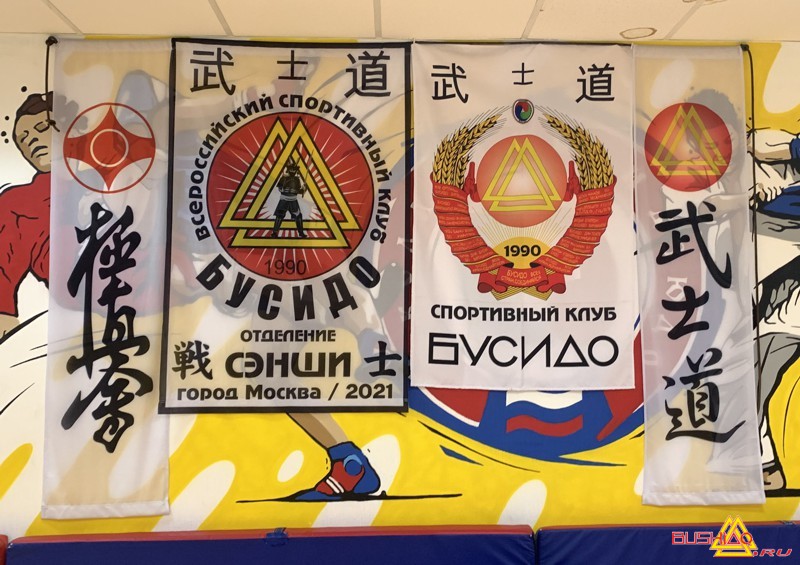 極真拳
武士道
Всероссийский спортивный клуб
1990
БУСИДО
ОТДЕЛЕНИЕ
戦 СЭНШИ 士
город Москва / 2021
武士道
1990
СПОРТИВНЫЙ КЛУБ
БУСИДО
武士道
BUSHIDO.RU